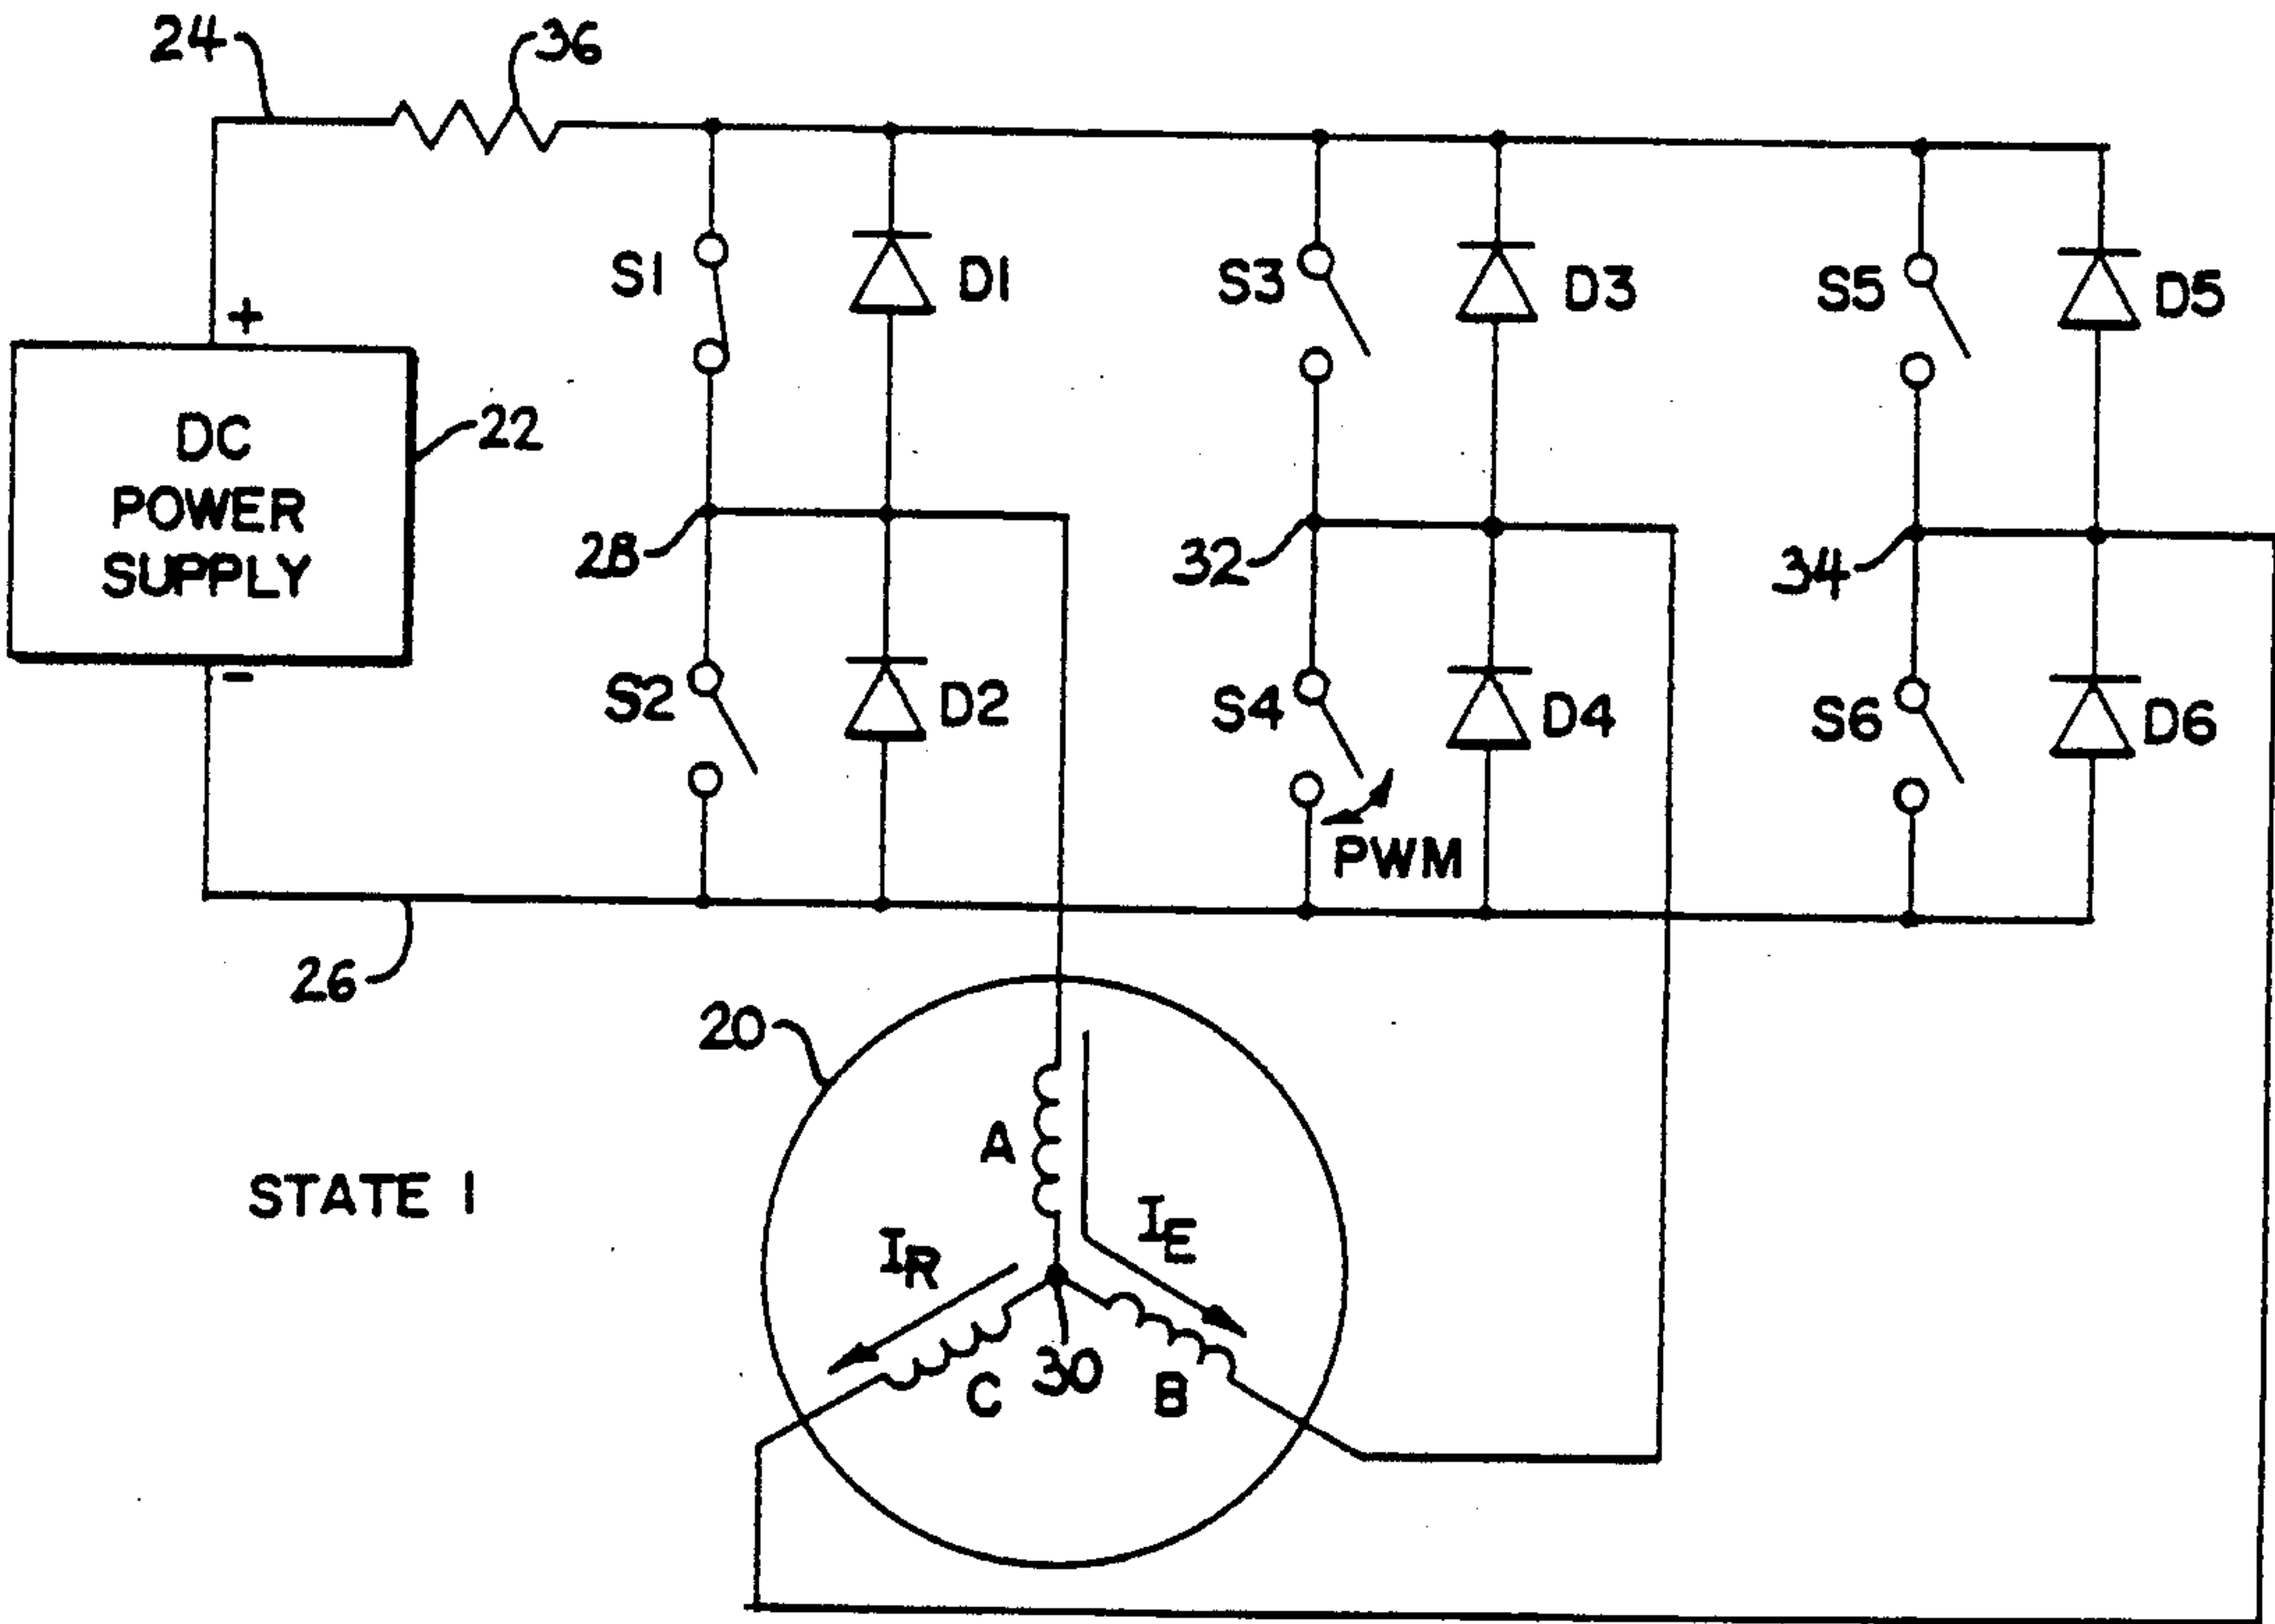 24
36
S1
D1
S3
D3
S5
D5
+
DC
POWER
SUPPLY
22
28
32
34
-
S2
D2
S4
D4
S6
D6
PWM
26
20
A
STATE 1
IR
IE
C
30
B